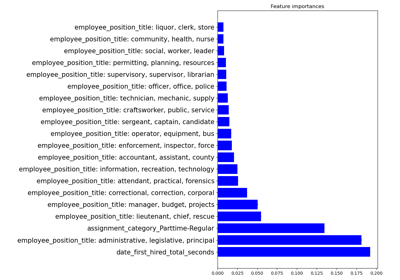 Feature importances
employee_position_title: liquor, clerk, store
employee_position_title: community, health, nurse
employee_position_title: social, worker, leader
employee_position_title: permitting, planning, resources
employee_position_title: supervisory, supervisor, librarian
employee_position_title: officer, office, police
employee_position_title: technician, mechanic, supply
employee_position_title: craftsworker, public, service
employee_position_title: sergeant, captain, candidate
employee_position_title: operator, equipment, bus
employee_position_title: enforcement, inspector, force
employee_position_title: accountant, assistant, county
employee_position_title: information, recreation, technology
employee_position_title: attendant, practical, forensics
employee_position_title: correctional, correction, corporal
employee_position_title: manager, budget, projects
employee_position_title: lieutenant, chief, rescue
assignment_category_Parttime-Regular
employee_position_title: administrative, legislative, principal
date_first_hired_total_seconds
0.000 0.025 0.050 0.075 0.100 0.125 0.150 0.175 0.200